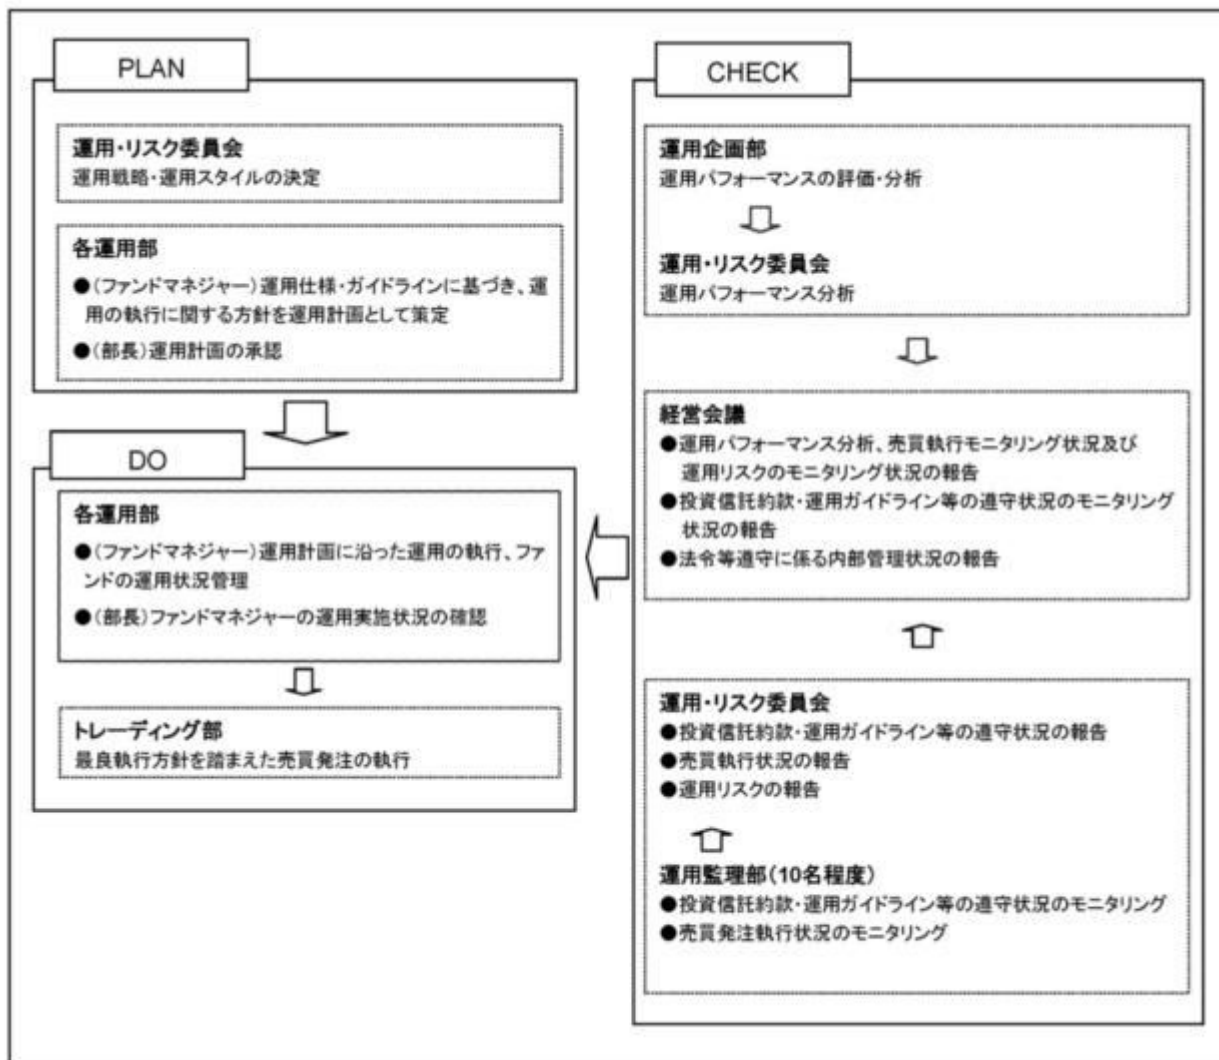 PLAN
運用・リスク委員会
運用戦略・運用スタイルの決定
各運用部
●(ファンドマネジャー)運用仕様・ガイドラインに基づき、運
用の執行に関する方針を運用計画として策定
●(部長)運用計画の承認
DO
各運用部
●(ファンドマネジャー)運用計画に沿った運用の執行、ファ
ンドの運用状況管理
●(部長)ファンドマネジャーの運用実施状況の確認
トレーディング部
最良執行方針を踏まえた売買発注の執行
CHECK
運用企画部
運用パフォーマンスの評価・分析
運用・リスク委員会
運用パフォーマンス分析
経営会議
●運用パフォーマンス分析、売買執行モニタリング状況及び
運用リスクのモニタリング状況の報告
●投資信託約款・運用ガイドライン等の遵守状況のモニタリング
状況の報告
●法令等遵守に係る内部管理状況の報告
運用・リスク委員会
●投資信託約款・運用ガイドライン等の遵守状況の報告
●売買執行状況の報告
●運用リスクの報告
運用監理部(10名程度)
●投資信託約款・運用ガイドライン等の遵守状況のモニタリング
●売買発注執行状況のモニタリング